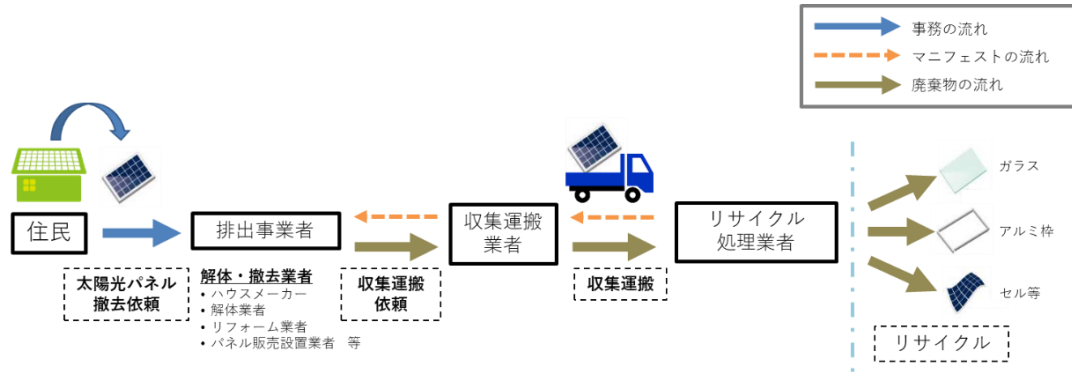 事務の流れ
マニフェストの流れ
廃棄物の流れ
住民
太陽光パネル
撤去依頼
排出事業者
解体・撤去業者
• ハウスメーカー
• 解体業者
• リフォーム業者
• パネル販売設置業者 等
収集運搬
依頼
収集運搬
業者
収集運搬
リサイクル
処理業者
ガラス
アルミ枠
セル等
リサイクル